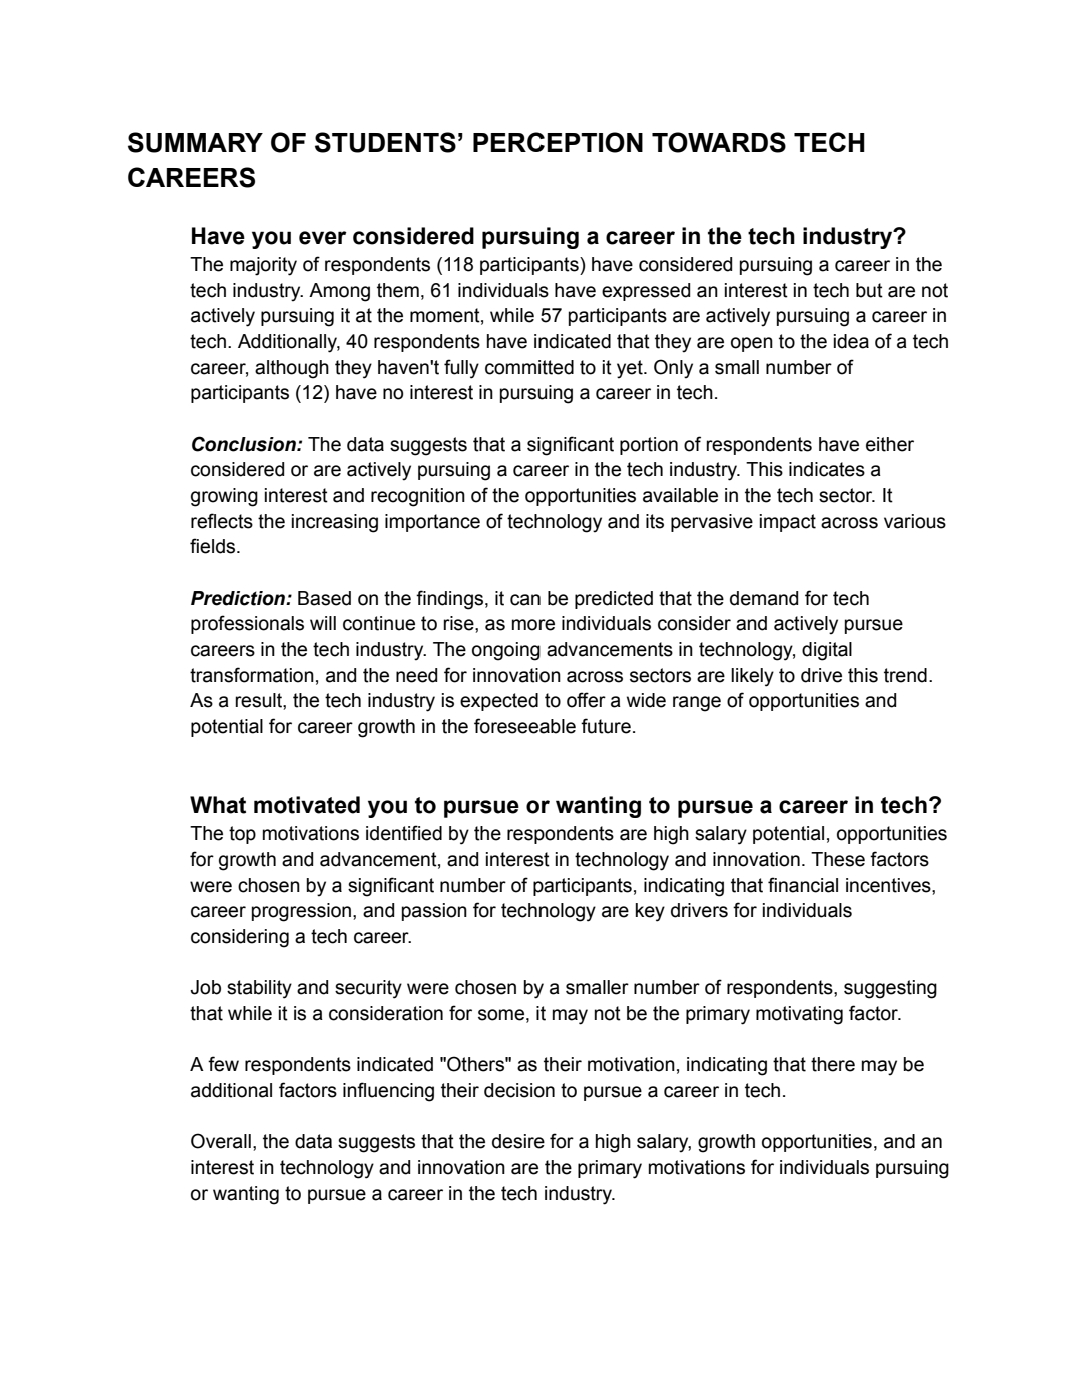 SUMMARY OF STUDENTS’ PERCEPTION TOWARDS TECH
CAREERS
Have you ever considered pursuing a career in the tech industry?
The majority of respondents (118 participants) have considered pursuing a career in the
tech industry. Among them, 61 individuals have expressed an interest in tech but are not
actively pursuing it at the moment, while 57 participants are actively pursuing a career in
tech. Additionally, 40 respondents have indicated that they are open to the idea of a tech
career, although they haven't fully committed to it yet. Only a small number of
participants (12) have no interest in pursuing a career in tech.
Conclusion: The data suggests that a significant portion of respondents have either
considered or are actively pursuing a career in the tech industry. This indicates a
growing interest and recognition of the opportunities available in the tech sector. It
reflects the increasing importance of technology and its pervasive impact across various
fields.
Prediction: Based on the findings, it can be predicted that the demand for tech
professionals will continue to rise, as more individuals consider and actively pursue
careers in the tech industry. The ongoing advancements in technology, digital
transformation, and the need for innovation across sectors are likely to drive this trend.
As a result, the tech industry is expected to offer a wide range of opportunities and
potential for career growth in the foreseeable future.
What motivated you to pursue or wanting to pursue a career in tech?
The top motivations identified by the respondents are high salary potential, opportunities
for growth and advancement, and interest in technology and innovation. These factors
were chosen by a significant number of participants, indicating that financial incentives,
career progression, and passion for technology are key drivers for individuals
considering a tech career.
Job stability and security were chosen by a smaller number of respondents, suggesting
that while it is a consideration for some, it may not be the primary motivating factor.
A few respondents indicated "Others" as their motivation, indicating that there may be
additional factors influencing their decision to pursue a career in tech.
Overall, the data suggests that the desire for a high salary, growth opportunities, and an
interest in technology and innovation are the primary motivations for individuals pursuing
or wanting to pursue a career in the tech industry.